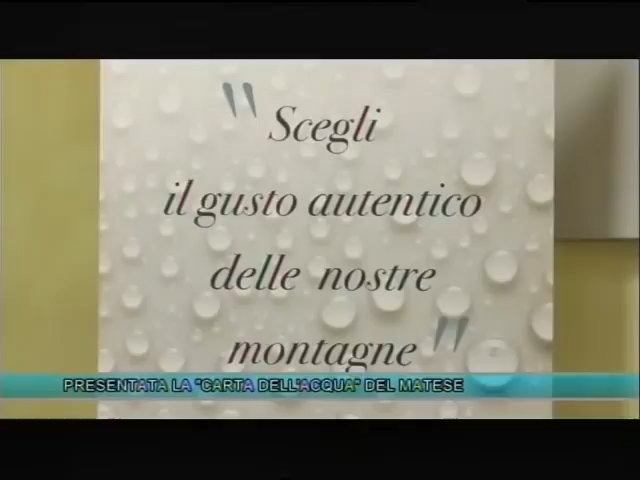 "Scegli
il gusto autentico
delle nostre
montagne"
PRESENTATA LA "CARTA DELL'ACQUA" DEL MATESE